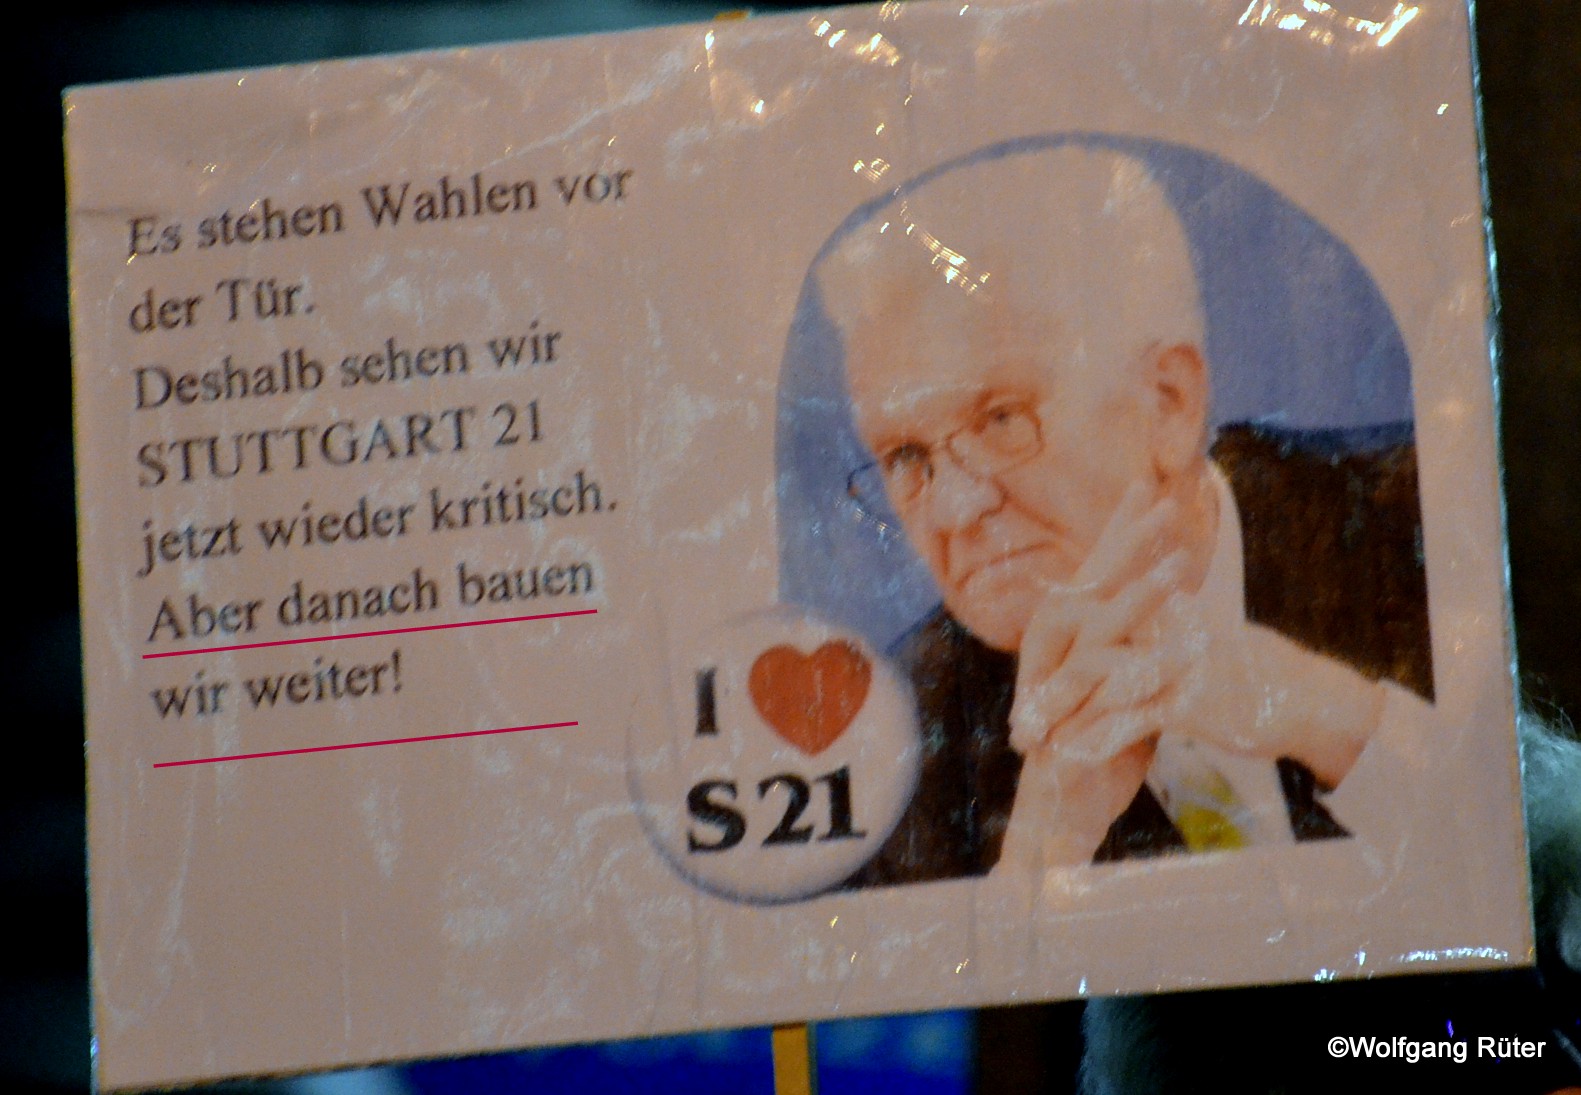 Es stehen Wahlen vor
der Tür.
Deshalb sehen wir
STUTTGART 21
jetzt wieder kritisch.
Aber danach bauen
wir weiter!
I
S21
©Wolfgang Rüter